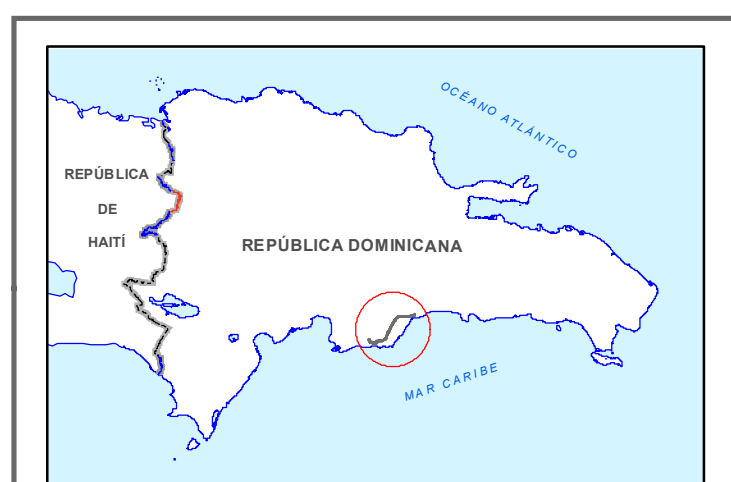 OCÉANO ATLÁNTICO
REPÚBLICA
DE
HAITÍ
REPÚBLICA DOMINICANA
MAR CARIBE